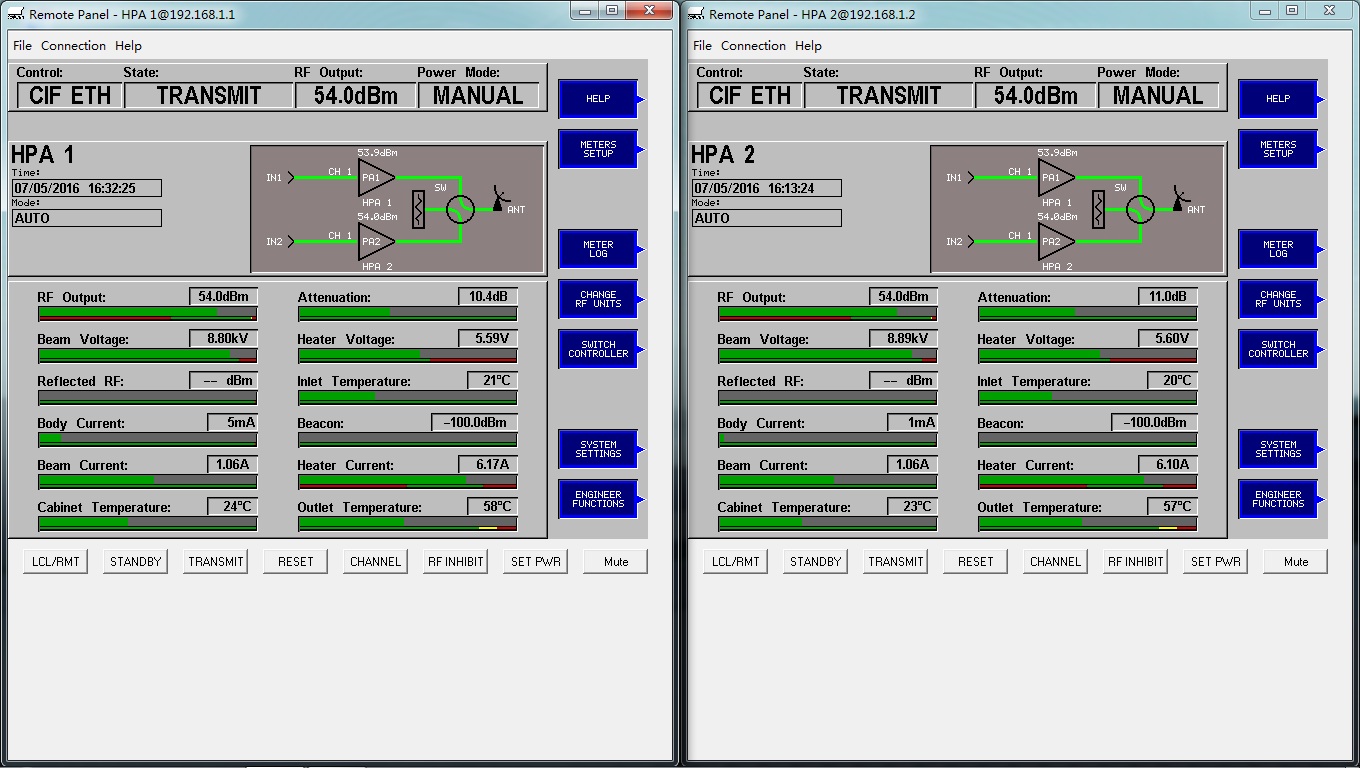 Remote Panel - HPA 1@192.168.1.1
File Connection Help
Control: State: RF Output: Power Mode:
CIF ETH TRANSMIT 54.0dBm MANUAL
HELP
METERS
SETUP
HPA 1
Time:
07/05/2016 16:32:25
Mode:
AUTO
53.9dBm
IN1 CH 1 PA1
SW
HPA 1
54.0dBm
ANT
IN2 CH 1 PA2
HPA 2
METER
LOG
CHANGE
RF UNITS
SWITCH
CONTROLLER
SYSTEM
SETTINGS
ENGINEER
FUNCTIONS
RF Output: 54.0dBm Attenuation: 10.4dB
Beam Voltage: 8.80kV Heater Voltage: 5.59V
Reflected RF: -- dBm Inlet Temperature: 21ºC
Body Current: 5mA Beacon: -100.0dBm
Beam Current: 1.06A Heater Current: 6.17A
Cabinet Temperature: 24ºC Outlet Temperature: 58ºC
LCL/RMT STANDBY TRANSMIT RESET CHANNEL RF INHIBIT SET PWR Mute
Remote Panel - HPA 2@192.168.1.2
File Connection Help
Control: State: RF Output: Power Mode:
CIF ETH TRANSMIT 54.0dBm MANUAL
HELP
METERS
SETUP
HPA 2
Time:
07/05/2016 16:13:24
Mode:
AUTO
53.9dBm
IN1 CH 1 PA1
SW
HPA 1
54.0dBm
ANT
IN2 CH 1 PA2
HPA 2
METER
LOG
CHANGE
RF UNITS
SWITCH
CONTROLLER
SYSTEM
SETTINGS
ENGINEER
FUNCTIONS
RF Output: 54.0dBm Attenuation: 11.0dB
Beam Voltage: 8.89kV Heater Voltage: 5.60V
Reflected RF: -- dBm Inlet Temperature: 20ºC
Body Current: 1mA Beacon: -100.0dBm
Beam Current: 1.06A Heater Current: 6.10A
Cabinet Temperature: 23ºC Outlet Temperature: 57ºC
LCL/RMT STANDBY TRANSMIT RESET CHANNEL RF INHIBIT SET PWR Mute